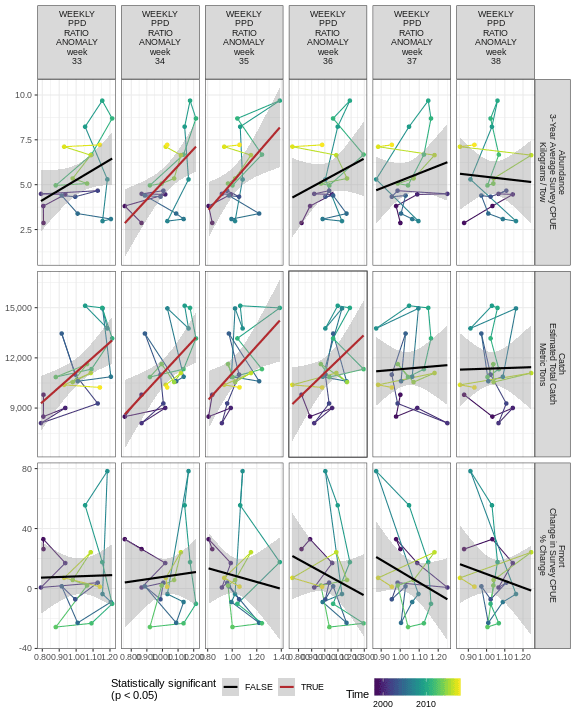 WEEKLY
PPD
RATIO
ANOMALY
week
33
WEEKLY
PPD
RATIO
ANOMALY
week
34
WEEKLY
PPD
RATIO
ANOMALY
week
35
WEEKLY
PPD
RATIO
ANOMALY
week
36
WEEKLY
PPD
RATIO
ANOMALY
week
37
WEEKLY
PPD
RATIO
ANOMALY
week
38
10.0
7.5
5.0
2.5
Abundance
3-Year Average Survey CPUE
Kilograms / Tow
15,000
12,000
9,000
Catch
Estimated Total Catch
Metric Tons
80
40
0
-40
Fmort
Change in Survey CPUE
% Change
0.80 1.00 1.20 1.40
0.90 1.00 1.10 1.20
0.90 1.00 1.10 1.20
Statistically significant
(p < 0.05)
FALSE
TRUE
Time
2000 2010